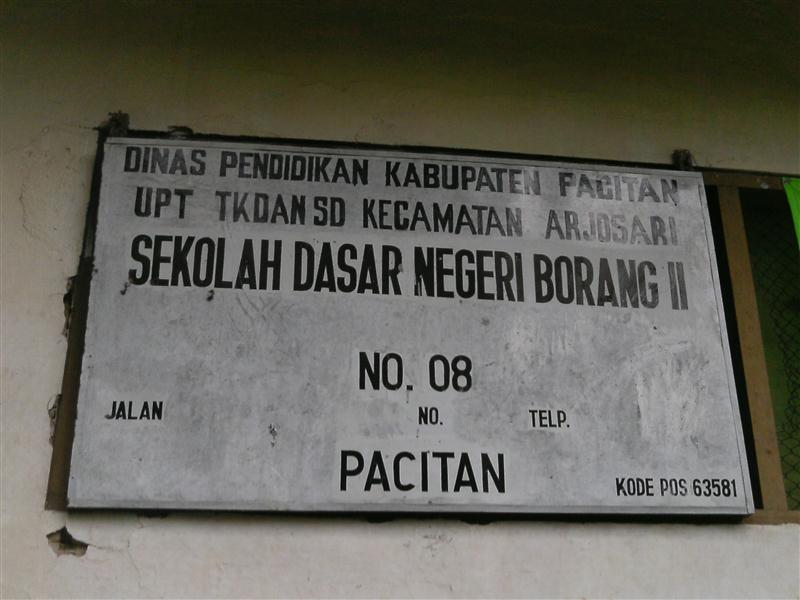 DINAS PENDIDIKAN KABUPATEN PACITAN
UPT TKDAN SD KECAMATAN ARJOSARI
SEKOLAH DASAR NEGERI BORANG II
NO. 08
JALAN NO. TELP.
PACITAN
KODE POS 63581